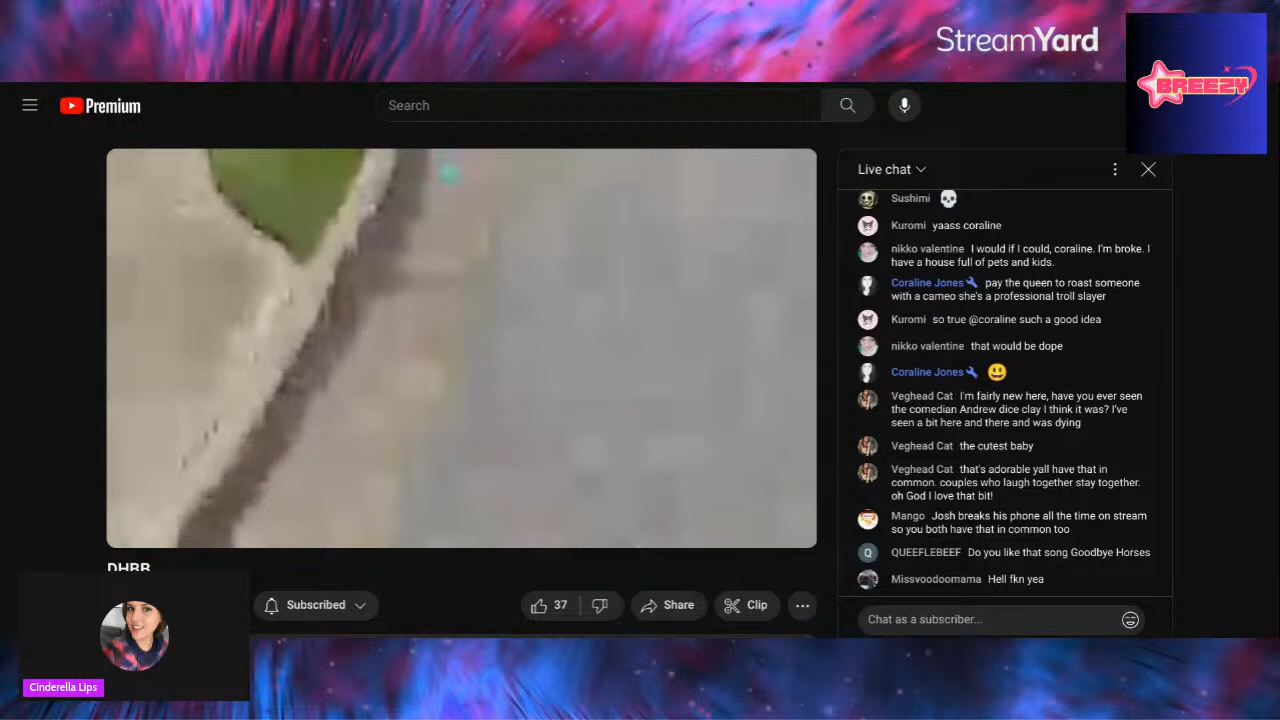 StreamYard
BREEZY
Premium
Search
Live chat
Sushimi
Kuromi yaass coraline
nikko valentine I would if I could, coraline. I'm broke. I
have a house full of pets and kids.
Coraline Jones pay the queen to roast someone
with a cameo she's a professional troll slayer
Kuromi so true @coraline such a good idea
nikko valentine that would be dope
Coraline Jones
Veghead Cat I'm fairly new here, have you ever seen
the comedian Andrew dice clay I think it was? I've
seen a bit here and there and was dying
Veghead Cat the cutest baby
Veghead Cat that's adorable yall have that in
common. couples who laugh together stay together.
oh God I love that bit!
Mango Josh breaks his phone all the time on stream
so you both have that in common too
Q QUEEFLEBEEF Do you like that song Goodbye Horses
Missvoodoomama Hell fkn yea
Chat as a subscriber...
Subscribed
37
Share
Clip
Cinderella Lips